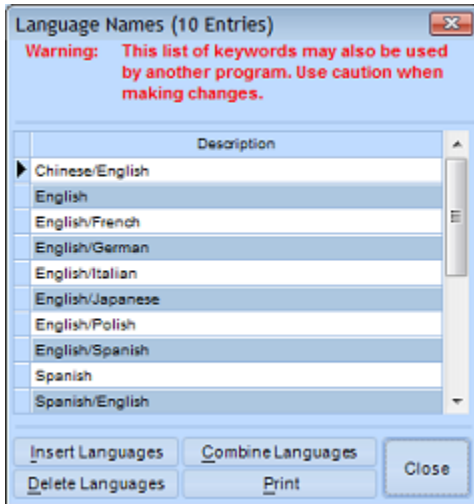 Language Names (10 Entries)
Warning: This list of keywords may also be used
by another program. Use caution when
making changes.
Description
Chinese/English
English
English/French
English/German
English/Italian
English/Japanese
English/Polish
English/Spanish
Spanish
Spanish/English
Insert Languages Combine Languages
Close
Delete Languages Print